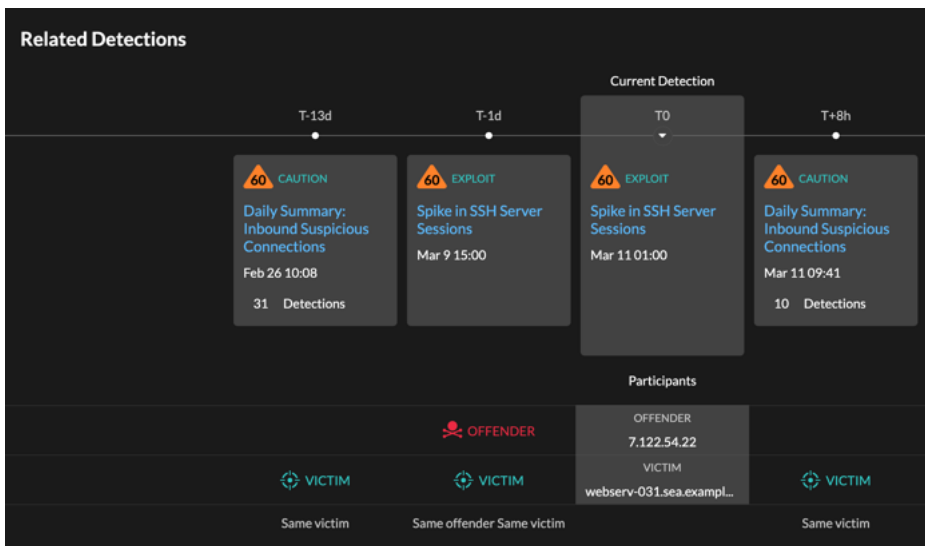 Related Detections
Current Detection
T-13d
T-1d
T0
T+8h
60 CAUTION
Daily Summary:
Inbound Suspicious
Connections
Feb 26 10:08
31 Detections
60 EXPLOIT
Spike in SSH Server
Sessions
Mar 9 15:00
60 EXPLOIT
Spike in SSH Server
Sessions
Mar 11 01:00
60 CAUTION
Daily Summary:
Inbound Suspicious
Connections
Mar 11 09:41
10 Detections
Participants
OFFENDER
OFFENDER
7.122.54.22
VICTIM
VICTIM
VICTIM
webserv-031.sea.exampl...
VICTIM
Same victim
Same offender Same victim
Same victim